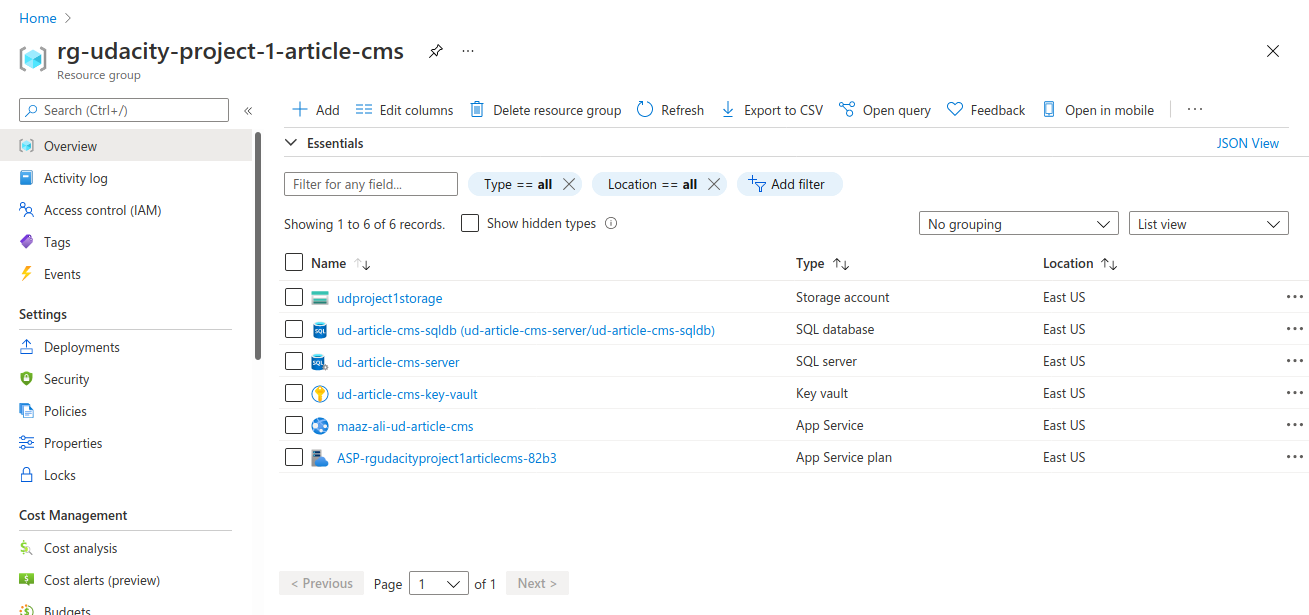 Home >
rg-udacity-project-1-article-cms
Resource group
Search (Ctrl+/)
«
Overview
Activity log
Access control (IAM)
Tags
Events
Settings
Deployments
Security
Policies
Properties
Locks
Cost Management
Cost analysis
Cost alerts (preview)
Budgets
Add Edit columns Delete resource group Refresh Export to CSV Open query Feedback Open in mobile
Essentials JSON View
Filter for any field... Type == all Location == all Add filter
Showing 1 to 6 of 6 records. Show hidden types No grouping List view
Name Type Location
udproject1storage Storage account East US
SQL ud-article-cms-sqldb (ud-article-cms-server/ud-article-cms-sqldb) SQL database East US
SQL ud-article-cms-server SQL server East US
ud-article-cms-key-vault Key vault East US
maaz-ali-ud-article-cms App Service East US
ASP-rgudacityproject1articlecms-82b3 App Service plan East US
< Previous Page 1 of 1 Next >